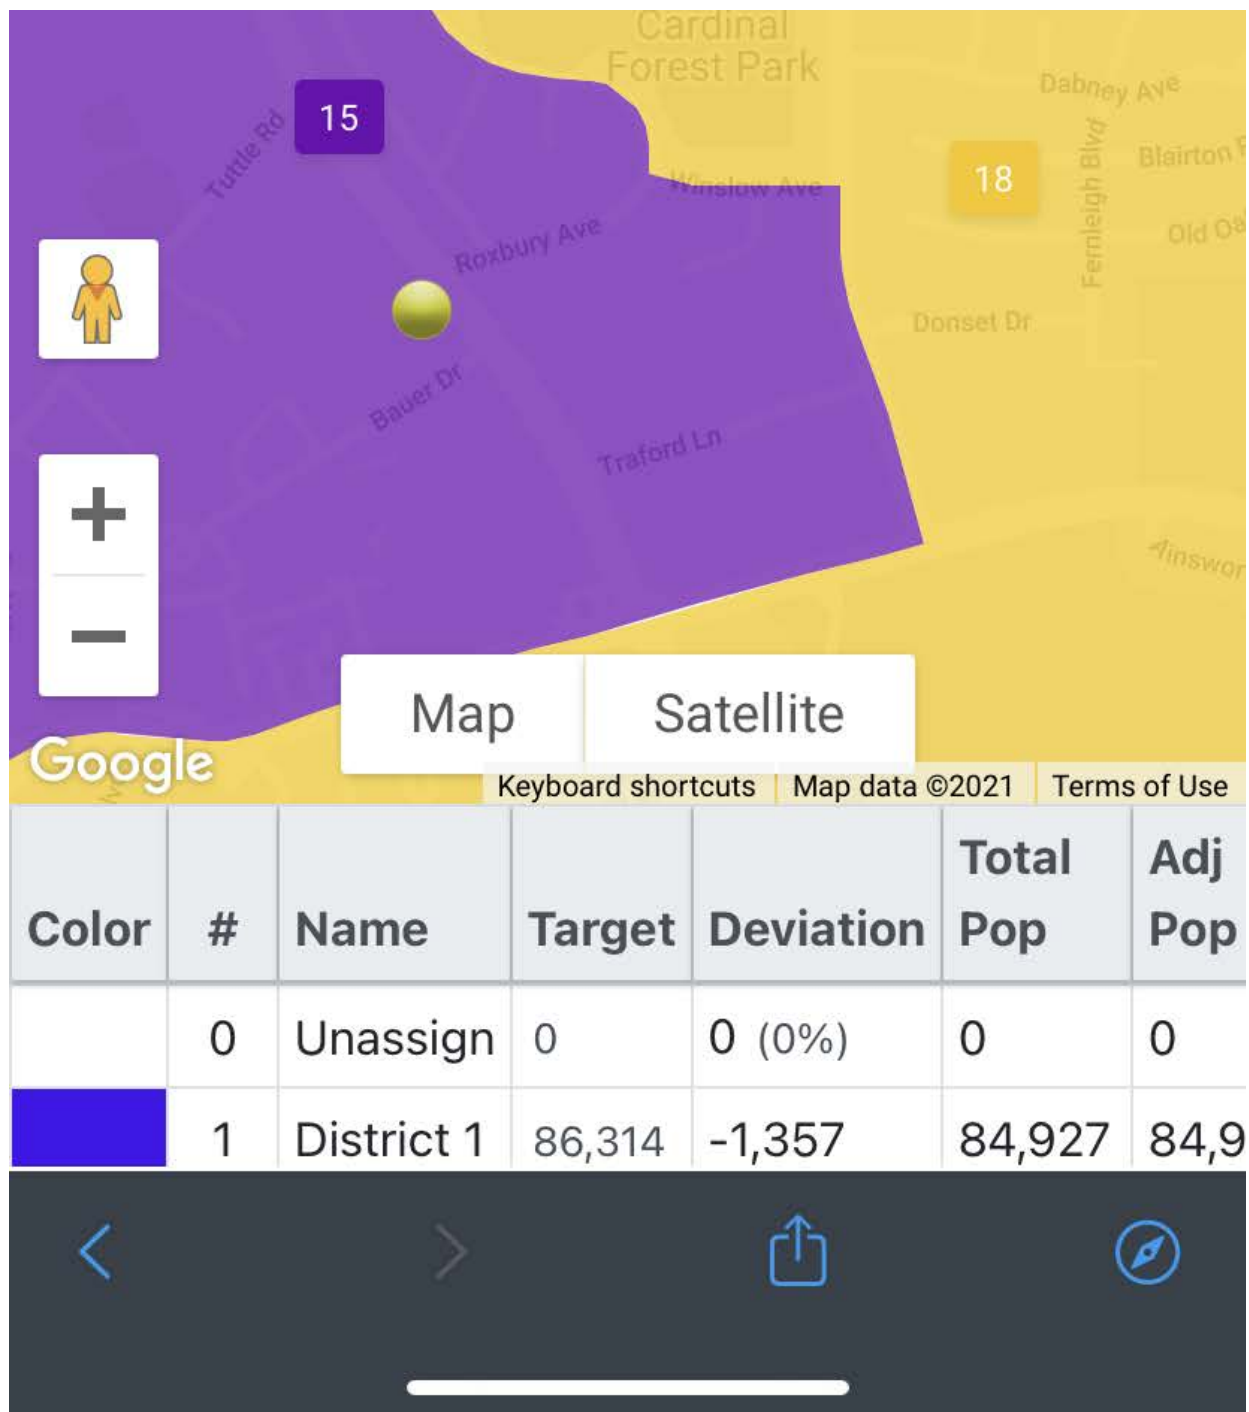 Cardinal
Forest Park
Dabney Ave
15
Tuttle Rd
Fernleigh Blvd
Blairton
Winslow Ave
18
Roxbury Ave
Old Oa
Donset Dr
Bauer Dr
Traford Ln
Ainswor
Map
Satellite
Google
Keyboard shortcuts
Map data ©2021
Terms of Use
Color # Name Target Deviation Total Pop Adj Pop
0 Unassign 0 0 (0%) 0 0
1 District 1 86,314 -1,357 84,927 84,9